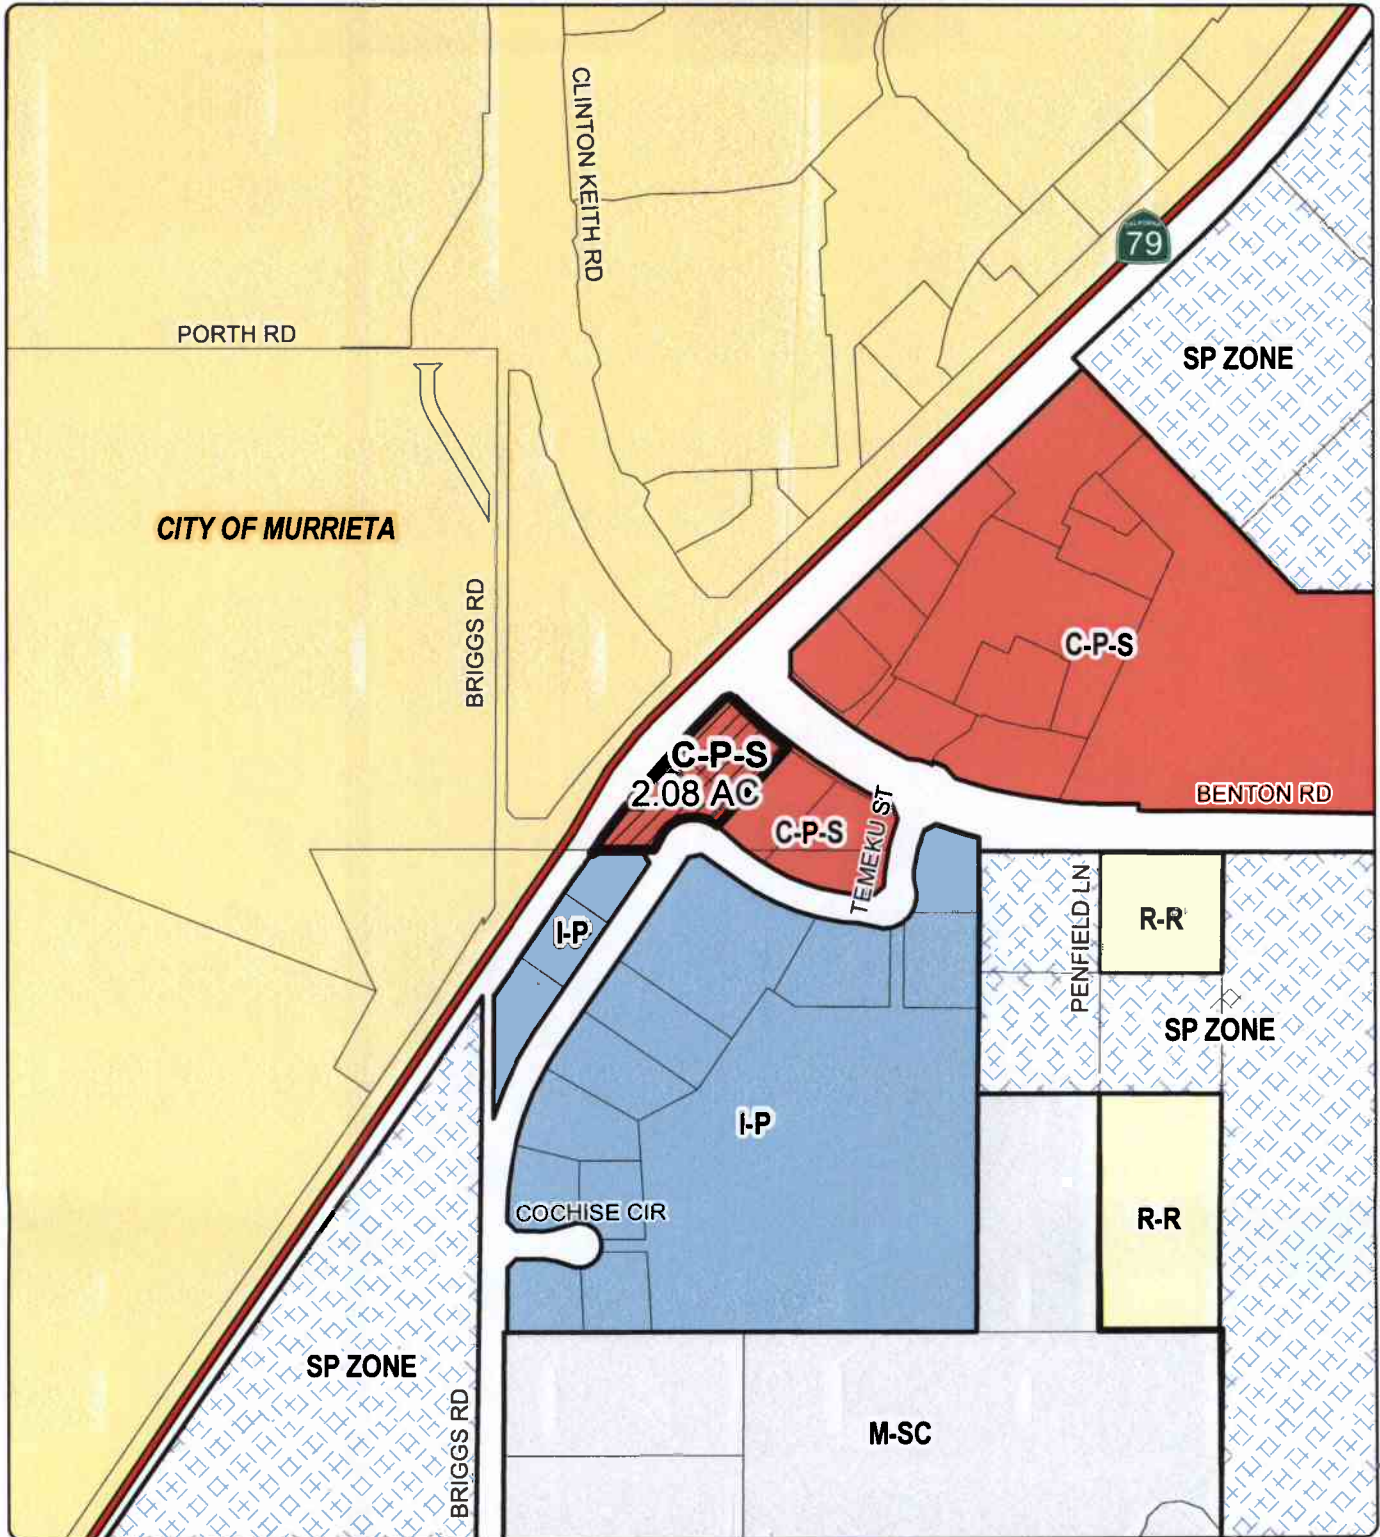 CLINTON KEITH RD
CALIFORNIA
79
PORTH RD
SP ZONE
CITY OF MURRIETA
BRIGGS RD
C-P-S
C-P-S
2.08 AC
BENTON RD
C-P-S
TEMEKU ST
I-P
PENFIELD LN
R-R
SP ZONE
I-P
COCHISE CIR
R-R
SP ZONE
BRIGGS RD
M-SC